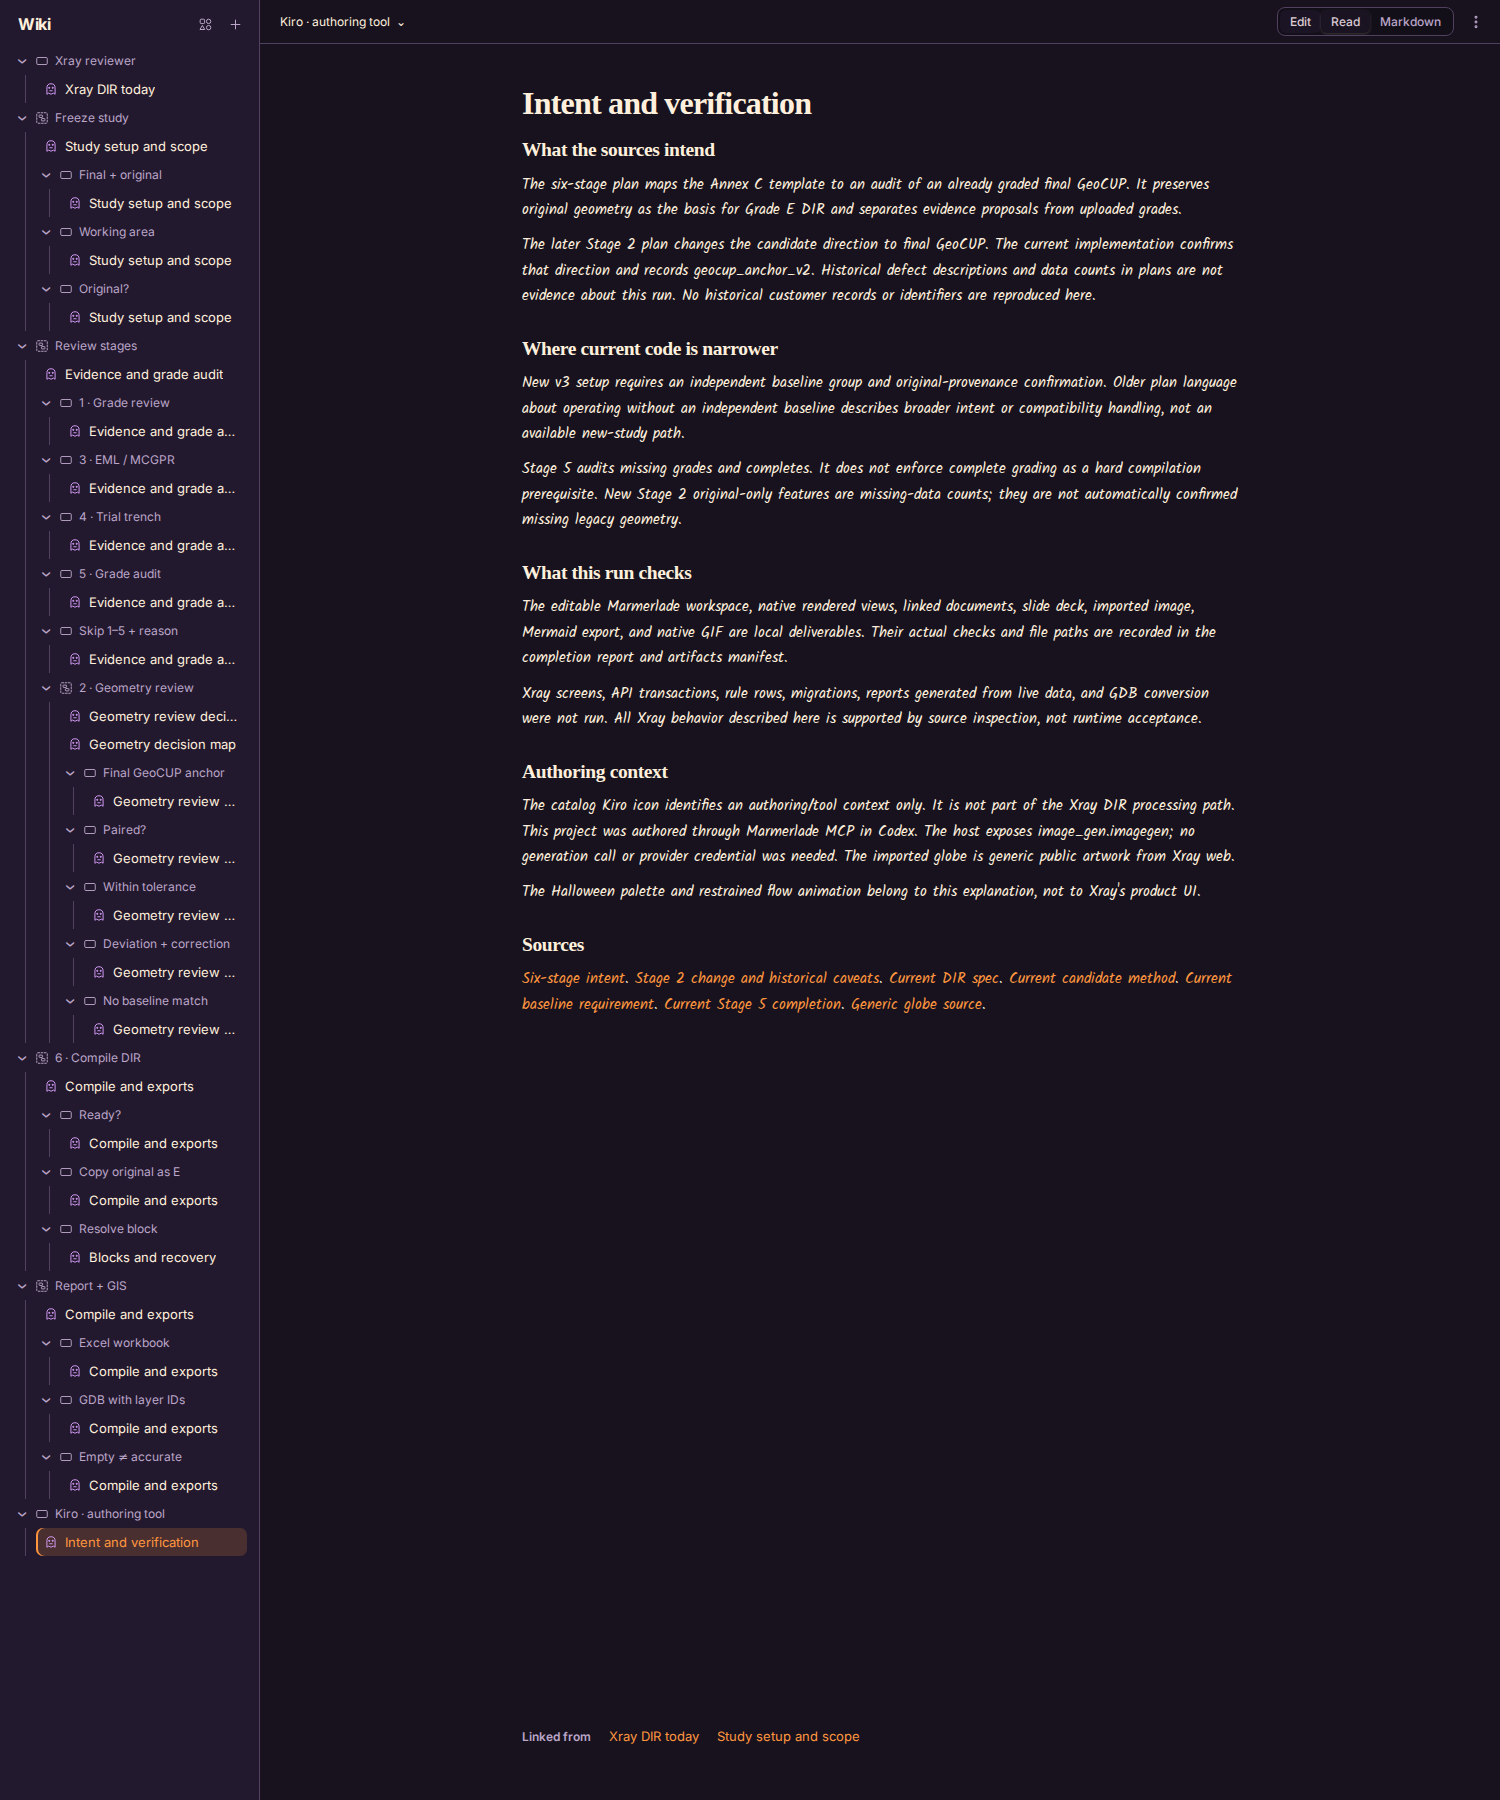 Wiki
Xray reviewer
Xray DIR today
Freeze study
Study setup and scope
Final + original
Study setup and scope
Working area
Study setup and scope
Original?
Study setup and scope
Review stages
Evidence and grade audit
1 · Grade review
Evidence and grade a...
3 · EML / MCGPR
Evidence and grade a...
4 · Trial trench
Evidence and grade a...
5 · Grade audit
Evidence and grade a...
Skip 1–5 + reason
Evidence and grade a...
2 · Geometry review
Geometry review deci...
Geometry decision map
Final GeoCUP anchor
Geometry review ...
Paired?
Geometry review ...
Within tolerance
Geometry review ...
Deviation + correction
Geometry review ...
No baseline match
Geometry review ...
6 · Compile DIR
Compile and exports
Ready?
Compile and exports
Copy original as E
Compile and exports
Resolve block
Blocks and recovery
Report + GIS
Compile and exports
Excel workbook
Compile and exports
GDB with layer IDs
Compile and exports
Empty ≠ accurate
Compile and exports
Kiro · authoring tool
Intent and verification
Kiro · authoring tool
Edit Read Markdown
Intent and verification
What the sources intend
The six-stage plan maps the Annex C template to an audit of an already graded final GeoCUP. It preserves
original geometry as the basis for Grade E DIR and separates evidence proposals from uploaded grades.
The later Stage 2 plan changes the candidate direction to final GeoCUP. The current implementation confirms
that direction and records geocup_anchor_v2. Historical defect descriptions and data counts in plans are not
evidence about this run. No historical customer records or identifiers are reproduced here.
Where current code is narrower
New v3 setup requires an independent baseline group and original-provenance confirmation. Older plan language
about operating without an independent baseline describes broader intent or compatibility handling, not an
available new-study path.
Stage 5 audits missing grades and completes. It does not enforce complete grading as a hard compilation
prerequisite. New Stage 2 original-only features are missing-data counts; they are not automatically confirmed
missing legacy geometry.
What this run checks
The editable Marmerlade workspace, native rendered views, linked documents, slide deck, imported image,
Mermaid export, and native GIF are local deliverables. Their actual checks and file paths are recorded in the
completion report and artifacts manifest.
Xray screens, API transactions, rule rows, migrations, reports generated from live data, and GDB conversion
were not run. All Xray behavior described here is supported by source inspection, not runtime acceptance.
Authoring context
The catalog Kiro icon identifies an authoring/tool context only. It is not part of the Xray DIR processing path.
This project was authored through Marmerlade MCP in Codex. The host exposes image_gen.imagegen; no
generation call or provider credential was needed. The imported globe is generic public artwork from Xray web.
The Halloween palette and restrained flow animation belong to this explanation, not to Xray's product UI.
Sources
Six-stage intent. Stage 2 change and historical caveats. Current DIR spec. Current candidate method. Current
baseline requirement. Current Stage 5 completion. Generic globe source.
Linked from Xray DIR today Study setup and scope